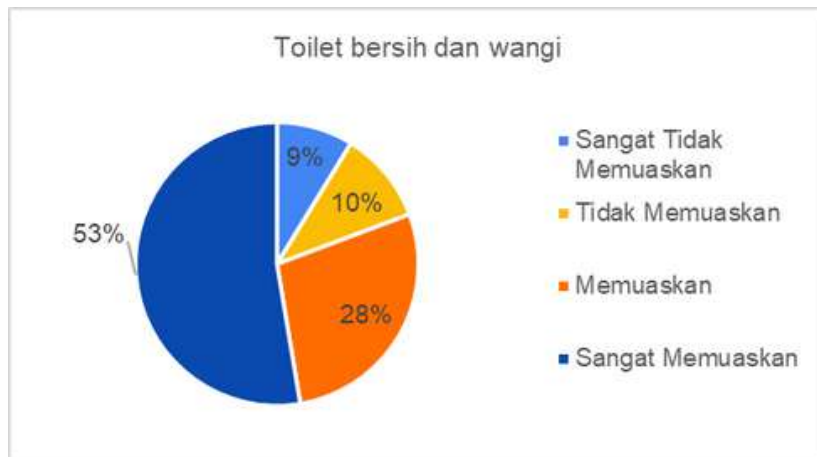 Toilet bersih dan wangi
9%
10%
28%
53%
Sangat Tidak
Memuaskan
Tidak Memuaskan
Memuaskan
Sangat Memuaskan